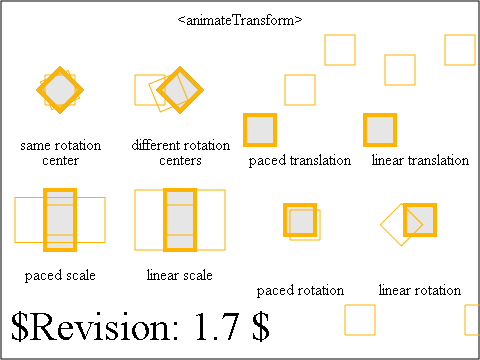 <animateTransform>
same rotation
center
different rotation
centers
paced translation
linear translation
paced scale
linear scale
paced rotation
linear rotation
$Revision: 1.7 $